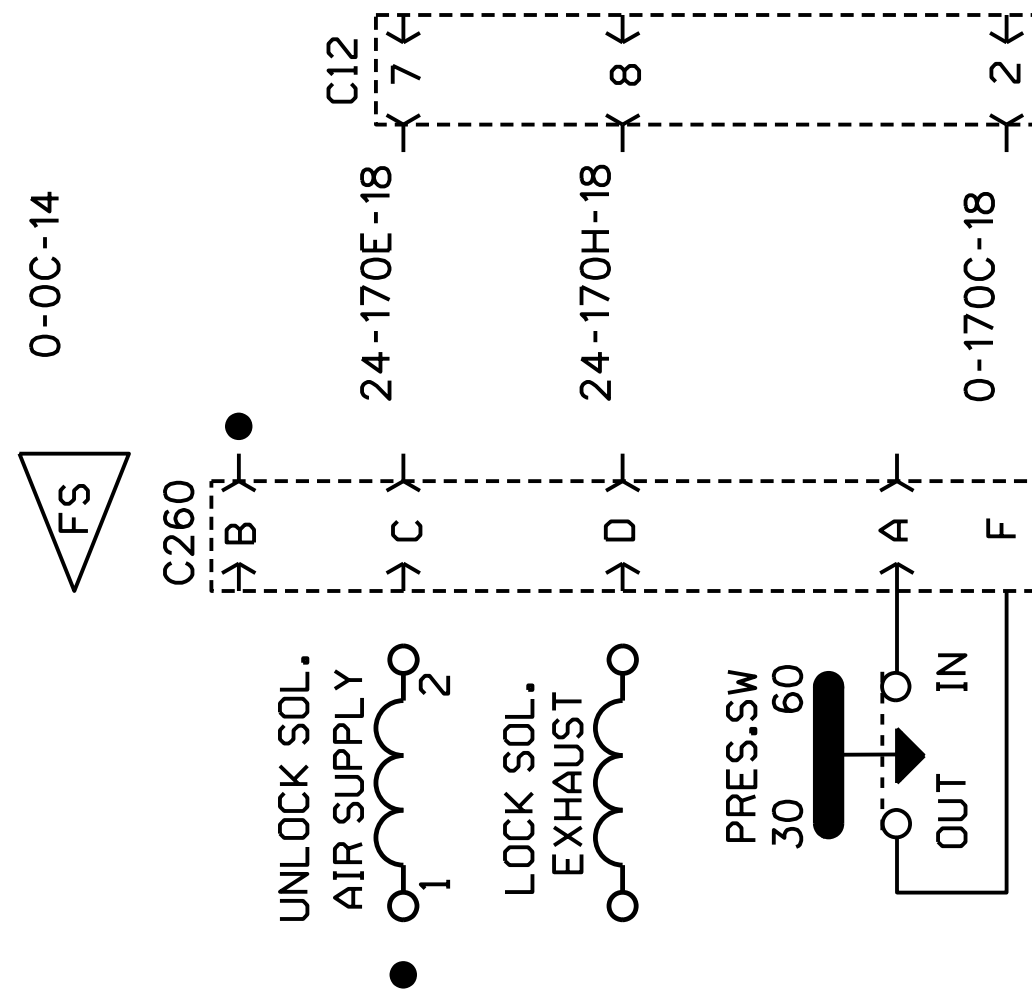 C12
7
8
2
0-0C-14
24-170E-18
24-170H-18
0-170C-18
FS
C260
B
C
D
A
F
UNLOCK SOL.
AIR SUPPLY
1
2
LOCK SOL.
EXHAUST
PRES.SW
30
60
OUT
IN